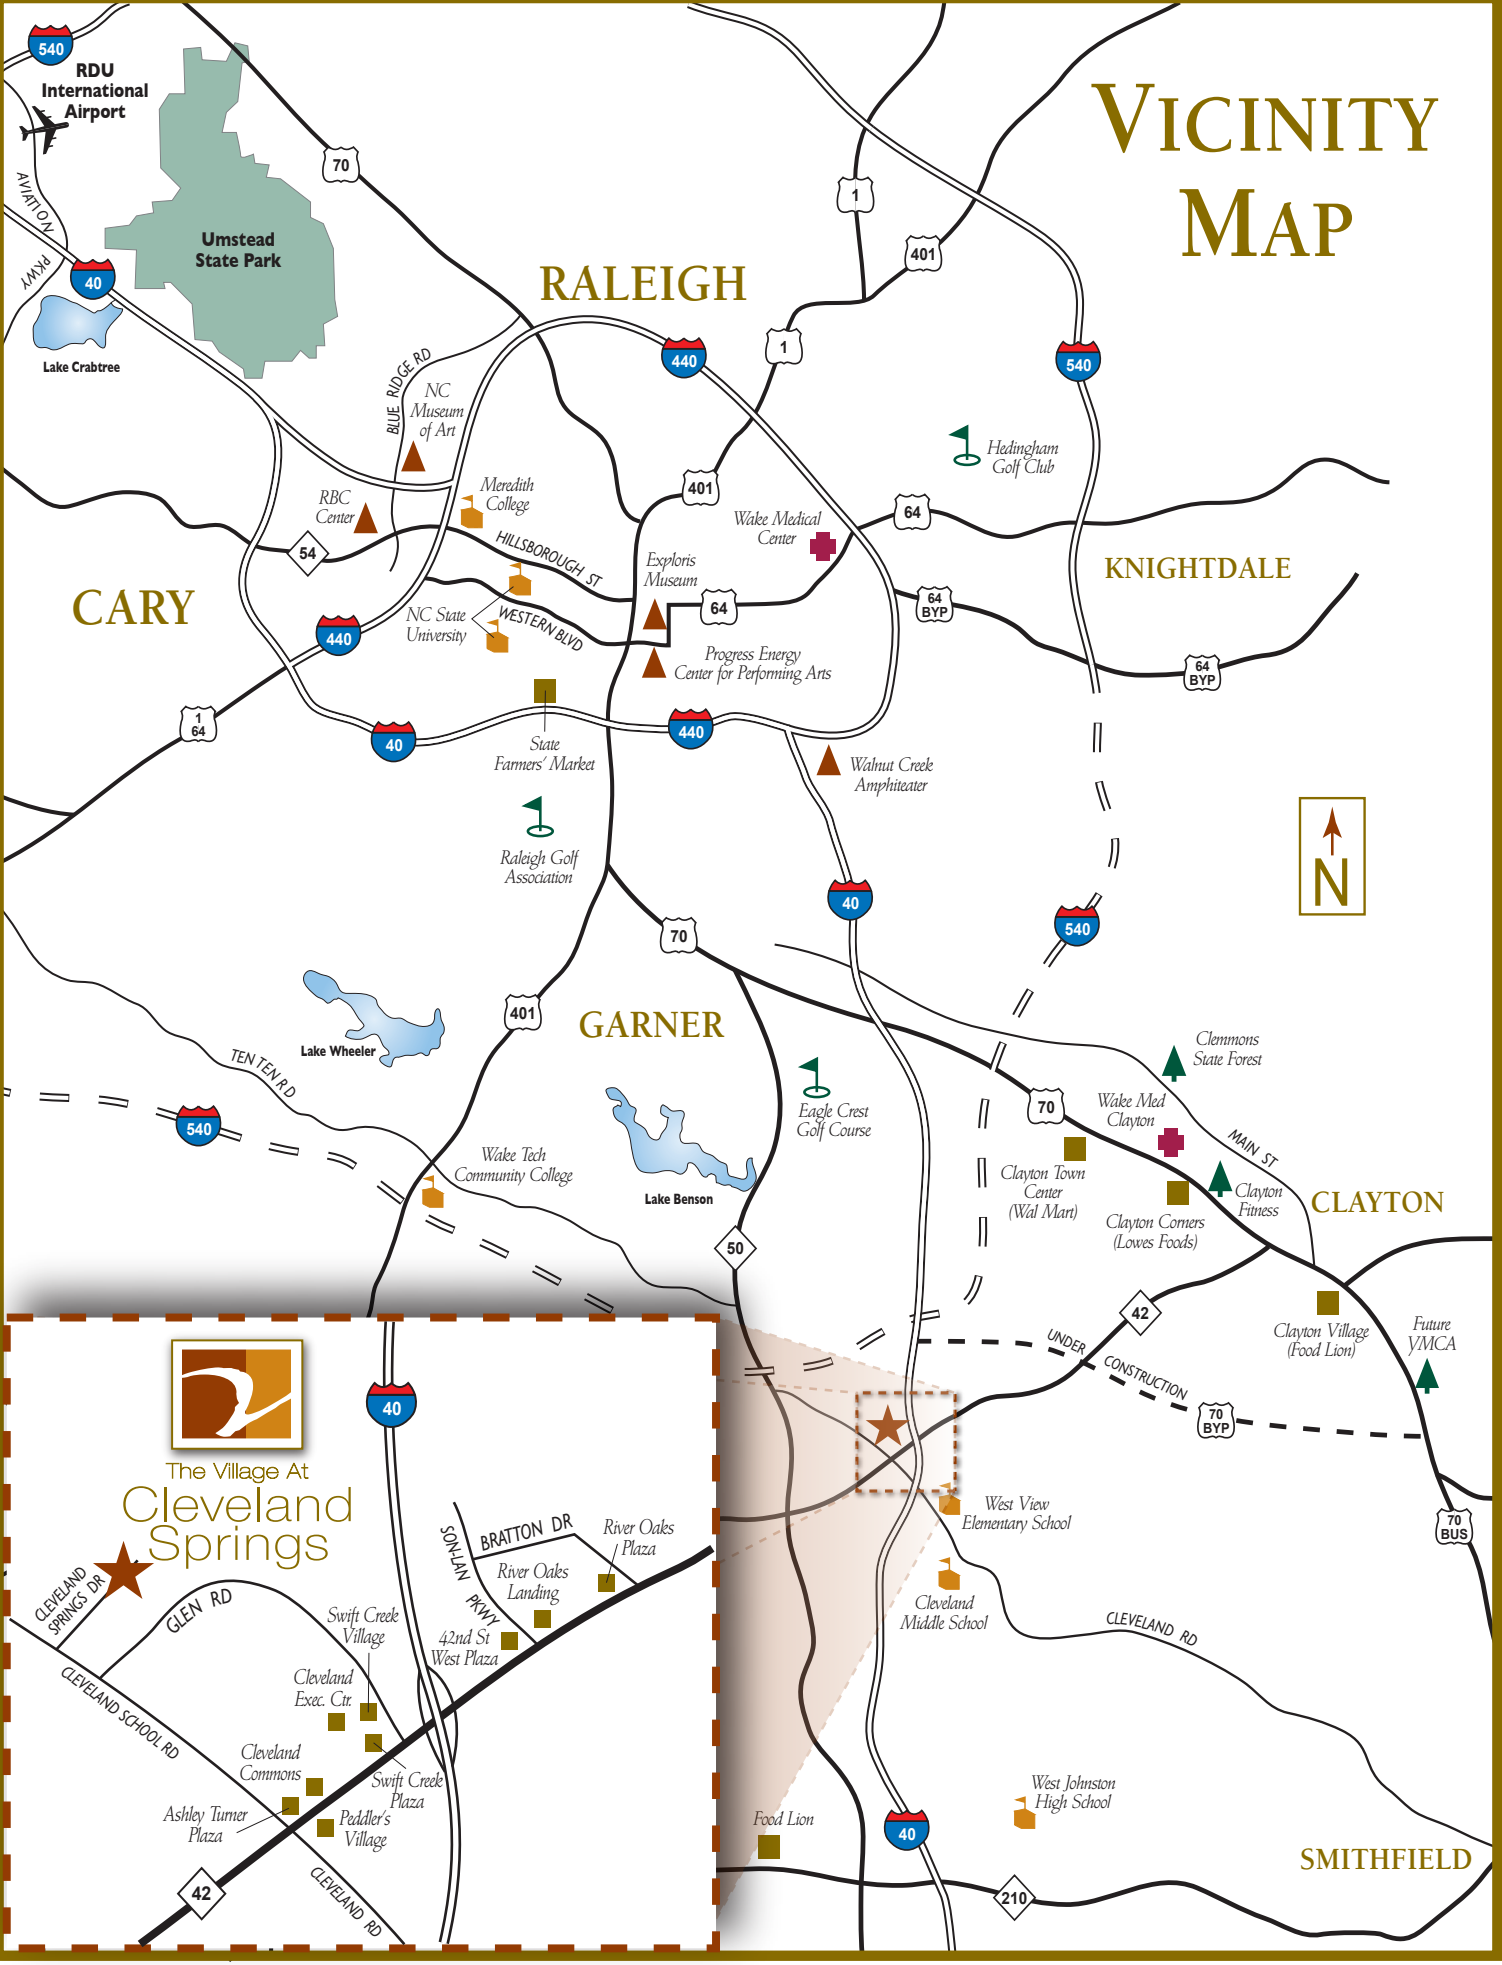 VICINITY
MAP
540
RDU
International
Airport
AVIATION
PKWY
40
Lake Crabtree
Umstead
State Park
70
RALEIGH
1
401
1
440
540
BLUE RIDGE RD
NC
Museum
of Art
Hedingham
Golf Club
RBC
Center
Meredith
College
401
Wake Medical
Center
64
54
HILLSBOROUGH ST
Exploris
Museum
KNIGHTDALE
CARY
440
NC State
University
WESTERN BLVD
64
64
BYP
Progress Energy
Center for Performing Arts
64
BYP
1
64
40
State
Farmers' Market
440
Walnut Creek
Amphiteater
Raleigh Golf
Association
N
40
540
70
401
GARNER
Lake Wheeler
TEN TEN RD
540
Clemmons
State Forest
Eagle Crest
Golf Course
70
Wake Med
Clayton
MAIN ST
Wake Tech
Community College
Lake Benson
Clayton Town
Center
(Wal Mart)
Clayton
Fitness
CLAYTON
Clayton Corners
(Lowes Foods)
50
42
Clayton Village
(Food Lion)
Future
YMCA
UNDER
CONSTRUCTION
70
BYP
West View
Elementary School
70
BUS
Cleveland
Middle School
CLEVELAND RD
West Johnston
High School
Food Lion
40
SMITHFIELD
210
40
The Village At
Cleveland
Springs
CLEVELAND
SPRINGS DR
GLEN RD
SON-LAN
PKWY
BRATTON DR
River Oaks
Plaza
River Oaks
Landing
Swift Creek
Village
42nd St
West Plaza
CLEVELAND SCHOOL RD
Cleveland
Exec. Ctr.
Cleveland
Commons
Swift Creek
Plaza
Ashley Turner
Plaza
Peddler's
Village
42
CLEVELAND RD